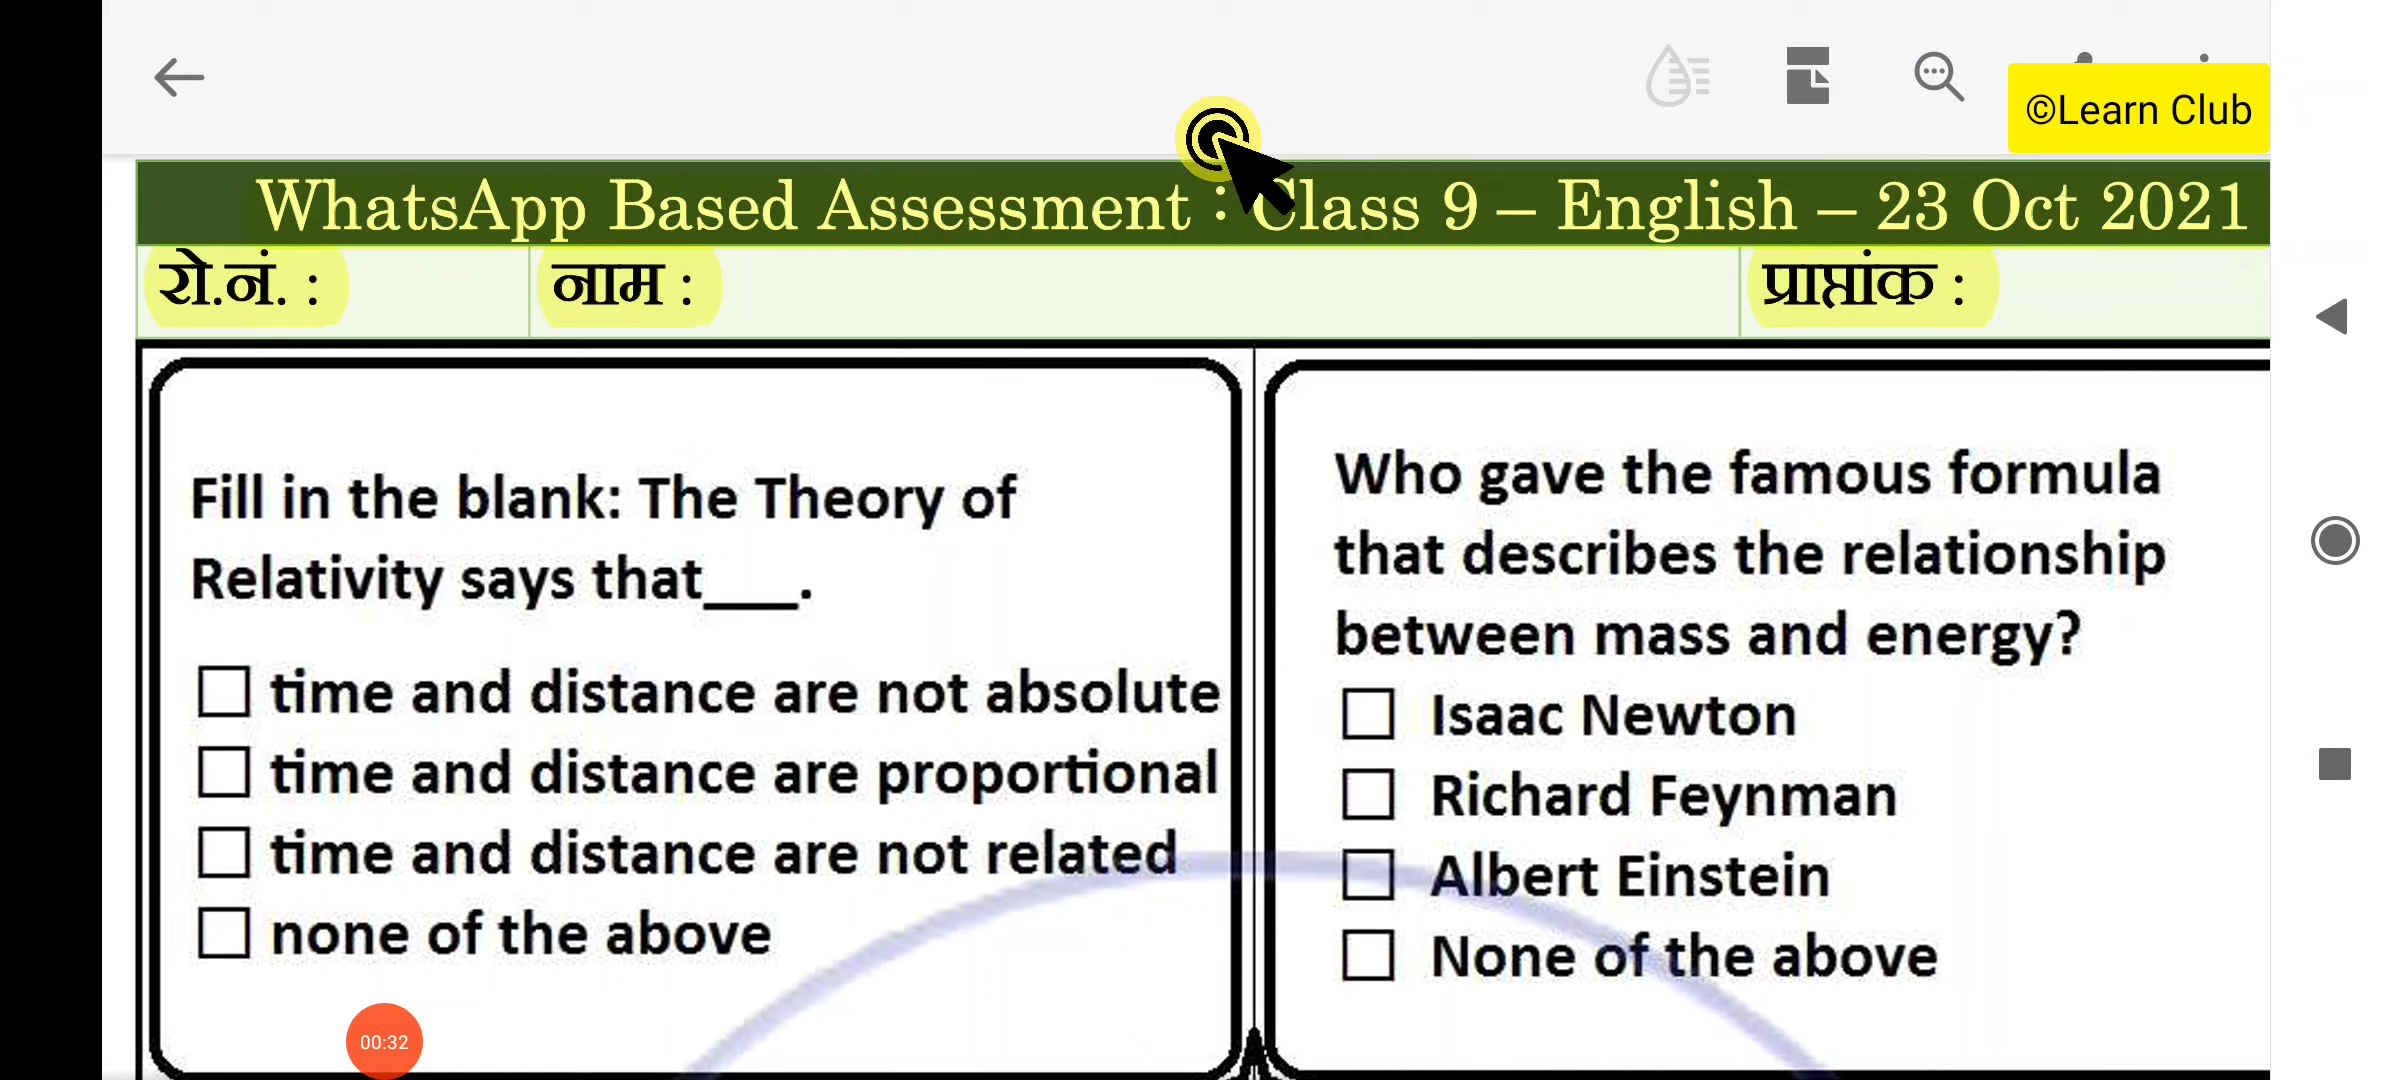 ©Learn Club
WhatsApp Based Assessment : Class 9 – English – 23 Oct 2021
रो.नं. :
नाम :
प्राप्तांक :
Fill in the blank: The Theory of
Relativity says that___.
time and distance are not absolute
time and distance are proportional
time and distance are not related
none of the above
Who gave the famous formula
that describes the relationship
between mass and energy?
Isaac Newton
Richard Feynman
Albert Einstein
None of the above
00:32